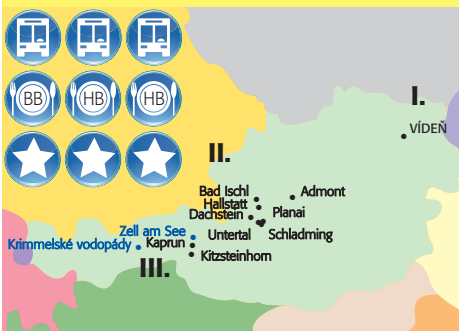 BB HB HB
I.
VÍDEŇ
II.
Bad Ischl
Admont
Hallstatt
Dachstein
Planai
Untertal
Schladming
Zell am See
Krimmelské vodopády
Kaprun
Kitzsteinhorn
III.